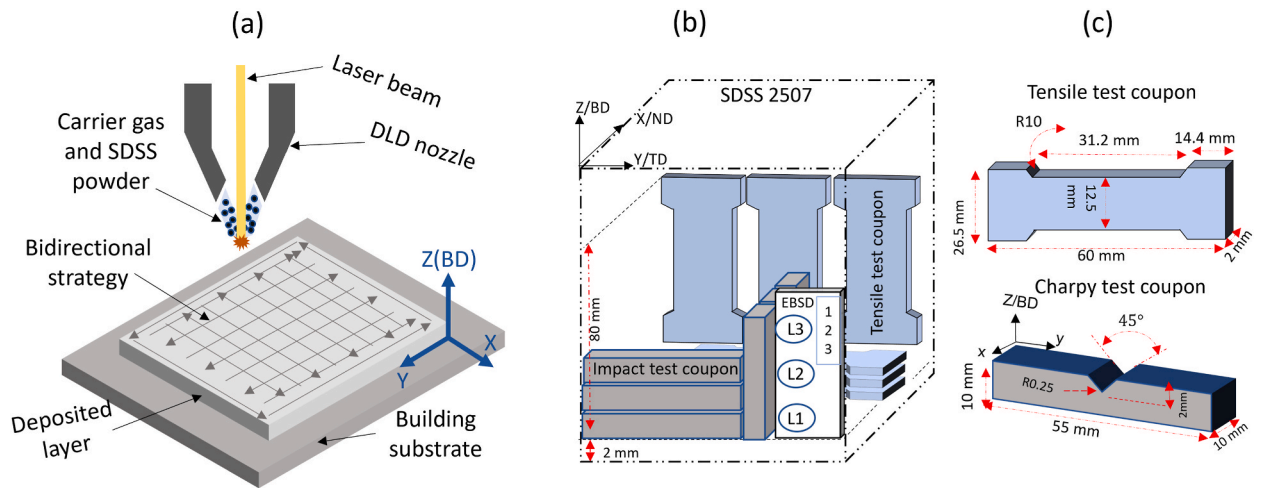 (a)
Laser beam
Carrier gas
and SDSS
powder
DLD nozzle
Bidirectional
strategy
Z(BD)
X
Y
Deposited
layer
Building
substrate
(b)
SDSS 2507
Z/BD
X/ND
Y/TD
80 mm
Tensile test coupon
EBSD
1
2
3
L3
L2
L1
Impact test coupon
2 mm
(c)
Tensile test coupon
R10
31.2 mm
14.4 mm
12.5
mm
26.5 mm
60 mm
2 mm
Charpy test coupon
Z/BD
x
y
45°
R0.25
2mm
10 mm
55 mm
10 mm